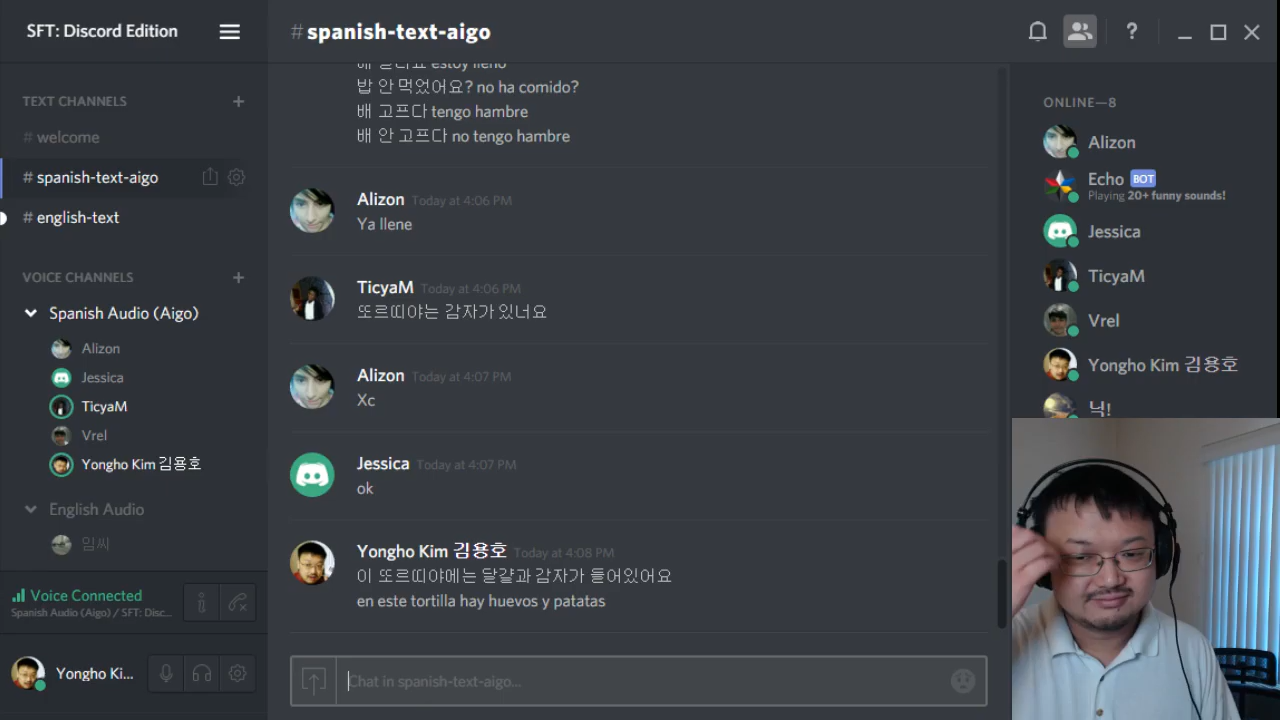 SFT: Discord Edition
TEXT CHANNELS
# welcome
# spanish-text-aigo
# english-text
VOICE CHANNELS
Spanish Audio (Aigo)
Alizon
Jessica
TicyaM
Vrel
Yongho Kim 김용호
English Audio
임씨
Voice Connected
Spanish Audio (Aigo) / SFT: Disc...
Yongho Ki...
# spanish-text-aigo
estoy lleno
밥 안 먹었어요? no ha comido?
배 고프다 tengo hambre
배 안 고프다 no tengo hambre
Alizon Today at 4:06 PM
Ya llene
TicyaM Today at 4:06 PM
또르띠야는 감자가 있너요
Alizon Today at 4:07 PM
Xc
Jessica Today at 4:07 PM
ok
Yongho Kim 김용호 Today at 4:08 PM
이 또르띠야에는 달걀과 감자가 들어있어요
en este tortilla hay huevos y patatas
Chat in spanish-text-aigo...
ONLINE—8
Alizon
Echo BOT
Playing 20+ funny sounds!
Jessica
TicyaM
Vrel
Yongho Kim 김용호
닉!